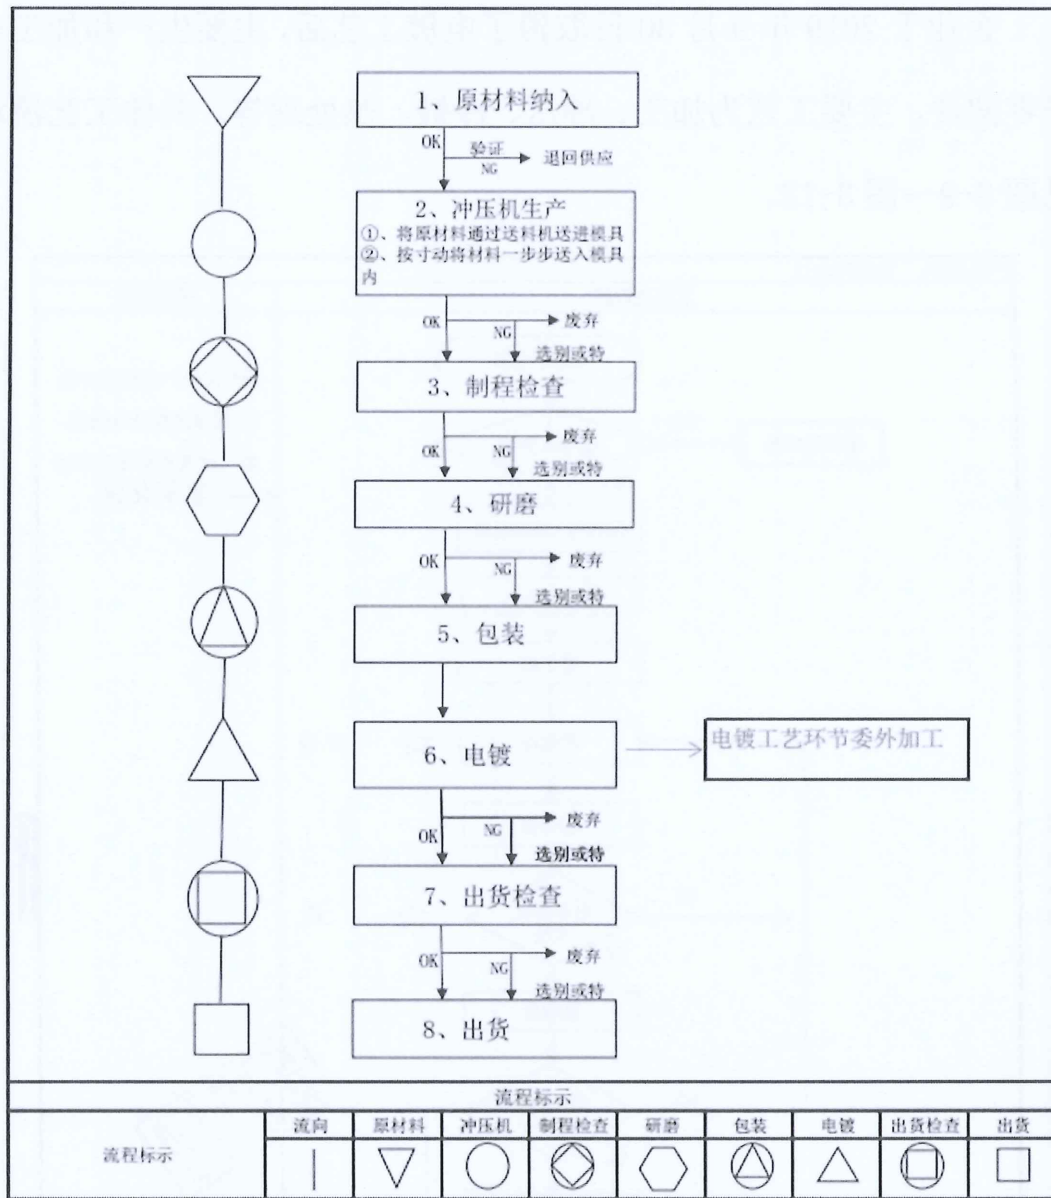 1、原材料纳入
OK
验证
NG
退回供应
2、冲压机生产
①、将原材料通过送料机送进模具
②、按寸动将材料一步步送入模具
内
OK
NG
废弃
选别或特
3、制程检查
OK
NG
废弃
选别或特
4、研磨
OK
NG
废弃
选别或特
5、包装
6、电镀
电镀工艺环节委外加工
OK
NG
废弃
选别或特
7、出货检查
OK
NG
废弃
选别或特
8、出货
流程标示
流程标示
流向 原材料 冲压机 制程检查 研磨 包装 电镀 出货检查 出货